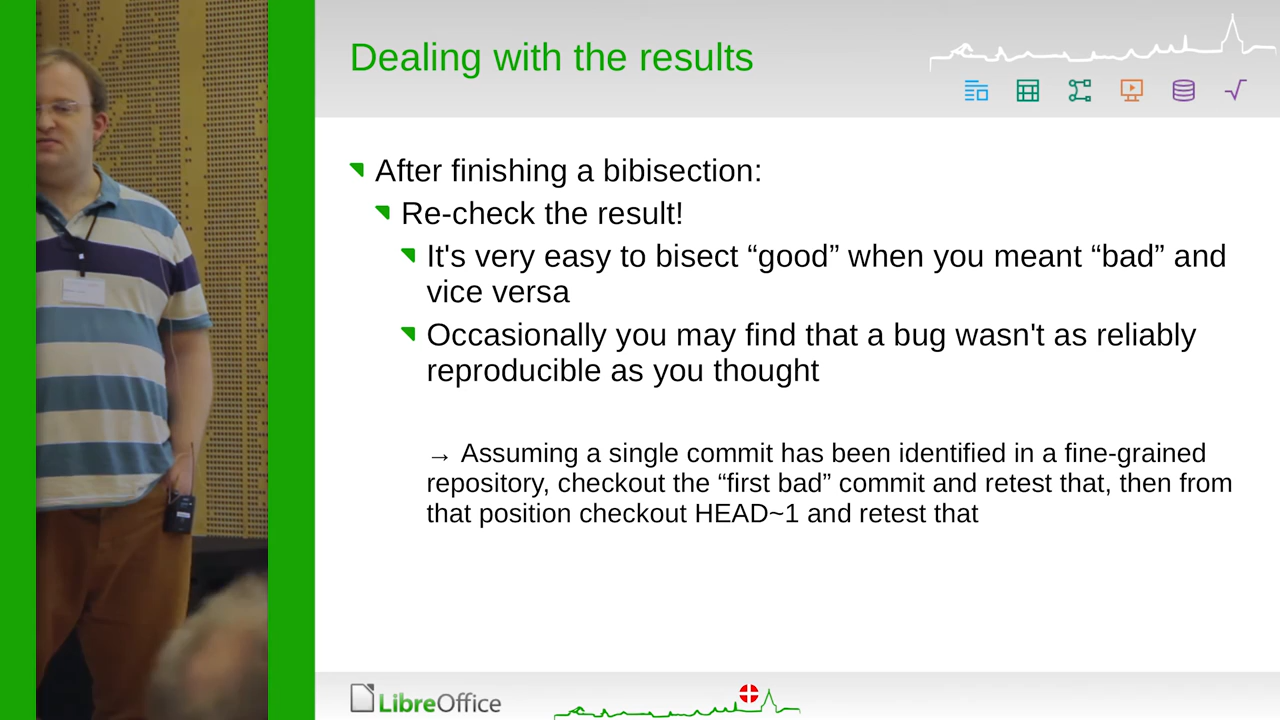 Dealing with the results
After finishing a bibisection:
Re-check the result!
It's very easy to bisect “good” when you meant “bad” and
vice versa
Occasionally you may find that a bug wasn't as reliably
reproducible as you thought
→ Assuming a single commit has been identified in a fine-grained
repository, checkout the “first bad” commit and retest that, then from
that position checkout HEAD~1 and retest that
LibreOffice